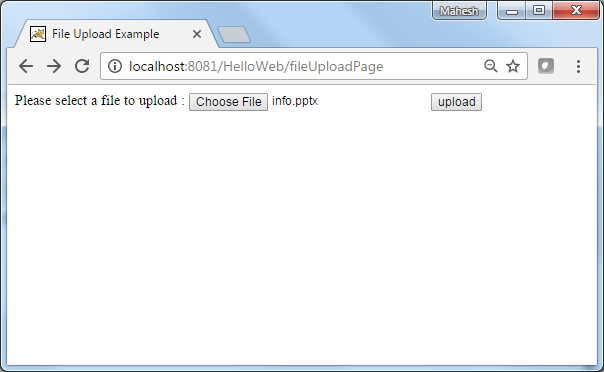 Mahesh
File Upload Example
localhost:8081/HelloWeb/fileUploadPage
Please select a file to upload : Choose File info.pptx upload